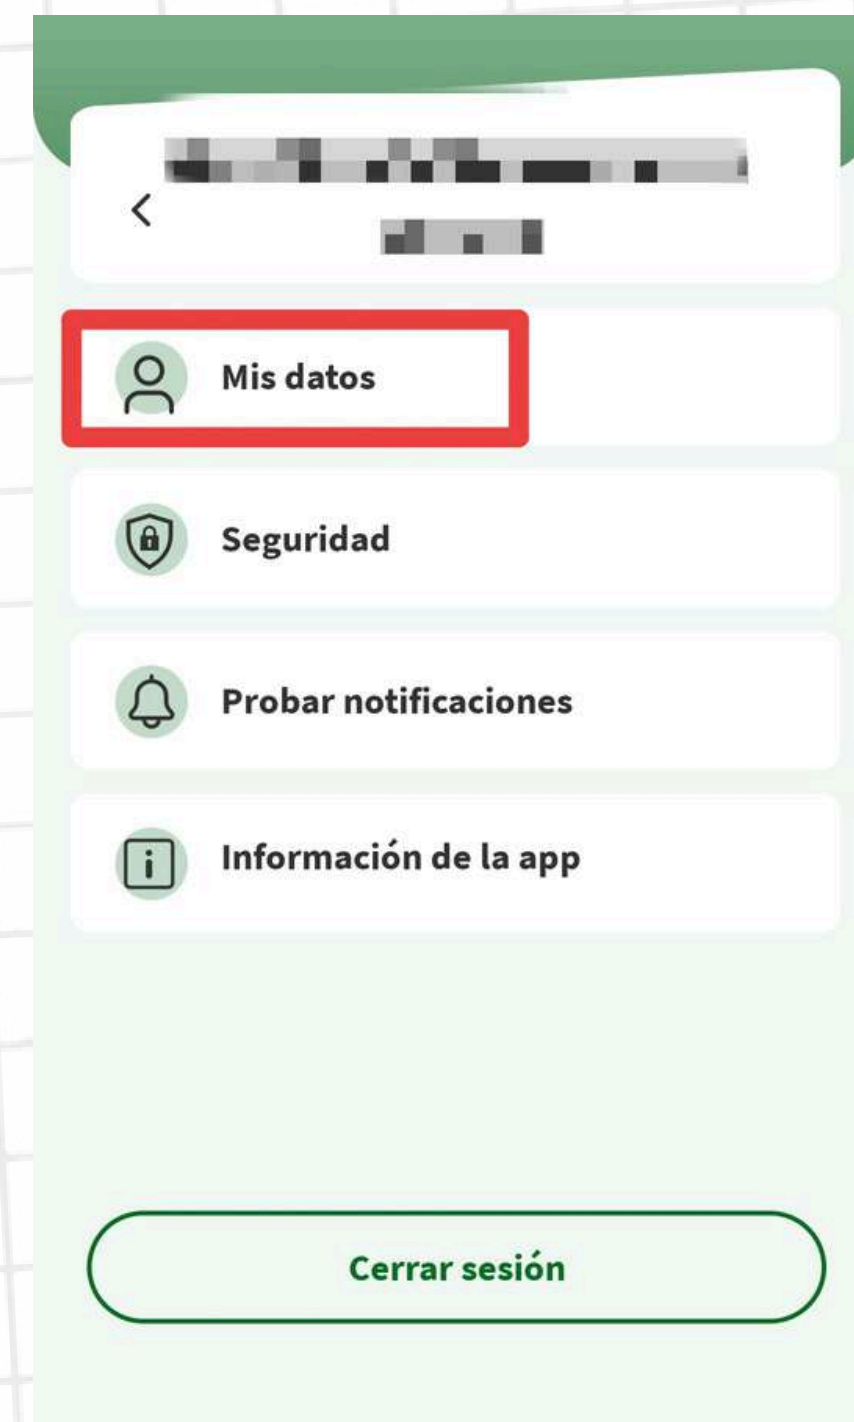 Mis datos
Seguridad
Probar notificaciones
Información de la app
Cerrar sesión